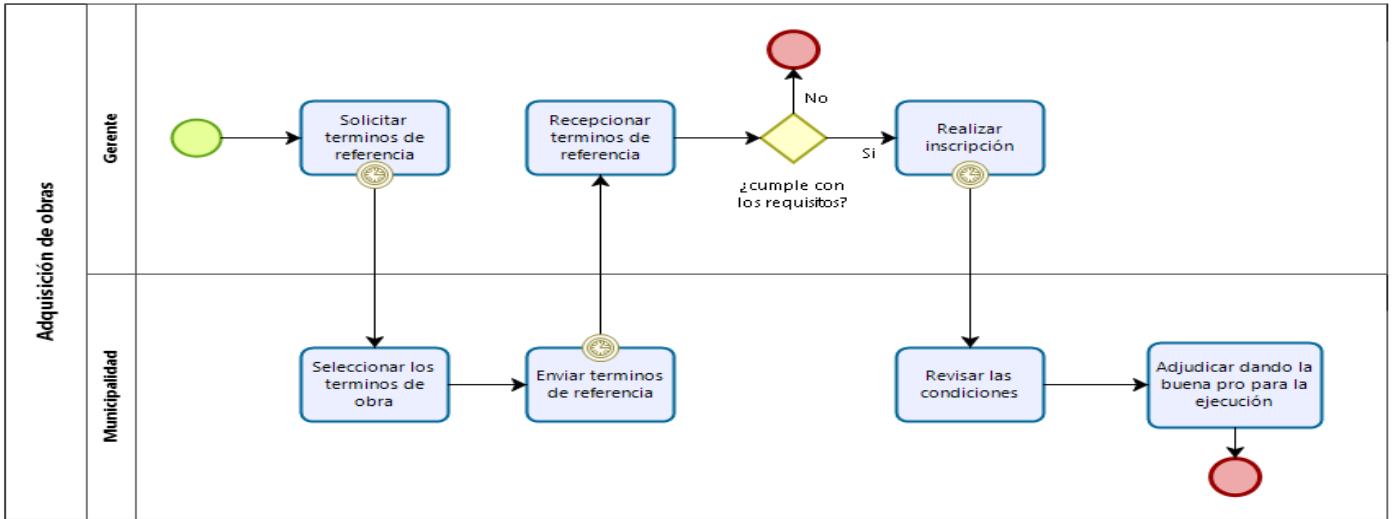 Adquisición de obras
Gerente
Solicitar
terminos de
referencia
Recepcionar
terminos de
referencia
No
Si
¿cumple con
los requisitos?
Realizar
inscripción
Municipalidad
Seleccionar los
terminos de
obra
Enviar terminos
de referencia
Revisar las
condiciones
Adjudicar dando la
buena pro para la
ejecución